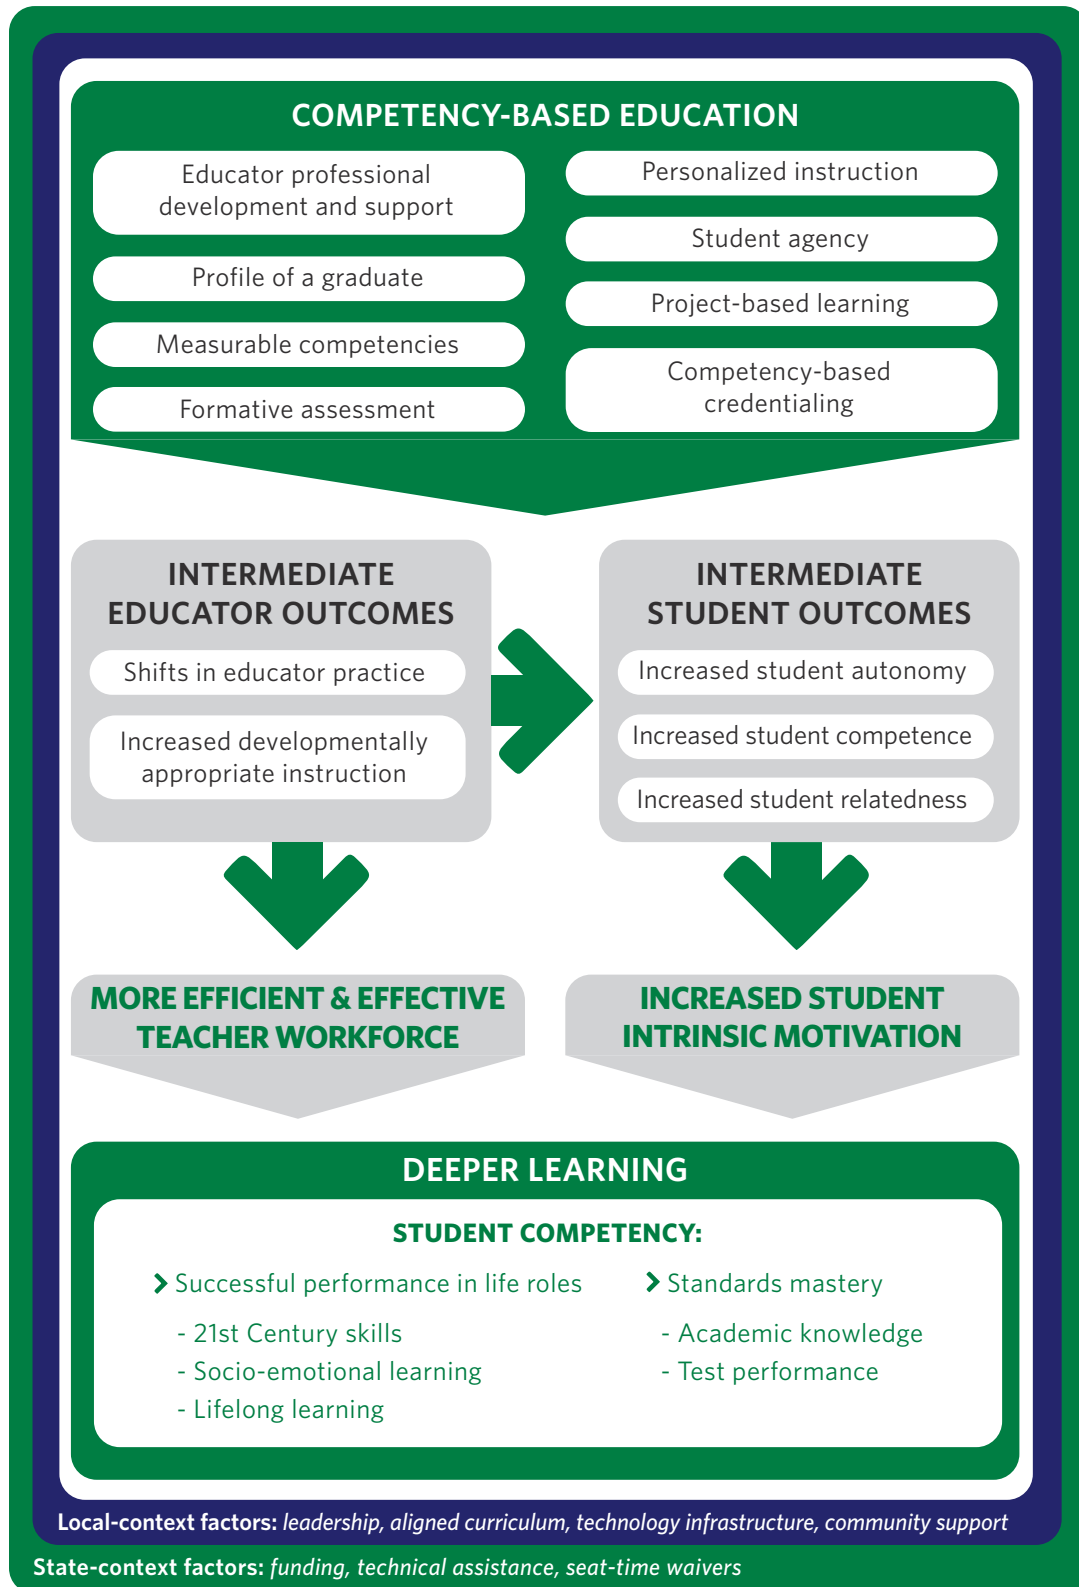 COMPETENCY-BASED EDUCATION
Educator professional
development and support
Profile of a graduate
Measurable competencies
Formative assessment
Personalized instruction
Student agency
Project-based learning
Competency-based
credentialing
INTERMEDIATE
EDUCATOR OUTCOMES
Shifts in educator practice
Increased developmentally
appropriate instruction
INTERMEDIATE
STUDENT OUTCOMES
Increased student autonomy
Increased student competence
Increased student relatedness
MORE EFFICIENT & EFFECTIVE
TEACHER WORKFORCE
INCREASED STUDENT
INTRINSIC MOTIVATION
DEEPER LEARNING
STUDENT COMPETENCY:
Successful performance in life roles
- 21st Century skills
- Socio-emotional learning
- Lifelong learning
Standards mastery
- Academic knowledge
- Test performance
Local-context factors: leadership, aligned curriculum, technology infrastructure, community support
State-context factors: funding, technical assistance, seat-time waivers